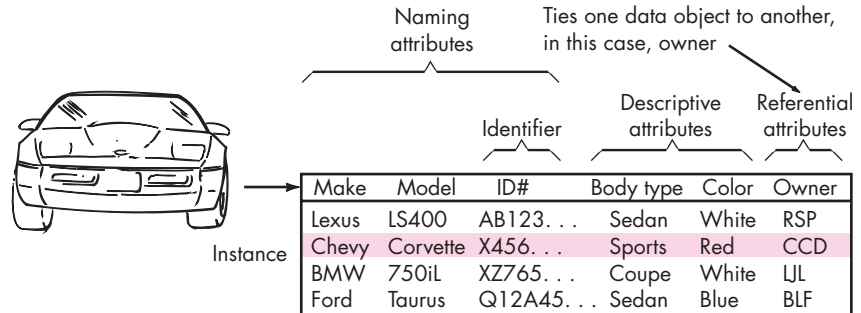 Naming
attributes
Ties one data object to another,
in this case, owner
Identifier
Descriptive
attributes
Referential
attributes
Instance
Make Model ID# Body type Color Owner
Lexus LS400 AB123. . . Sedan White RSP
Chevy Corvette X456. . . Sports Red CCD
BMW 750iL XZ765. . . Coupe White LJL
Ford Taurus Q12A45. . . Sedan Blue BLF